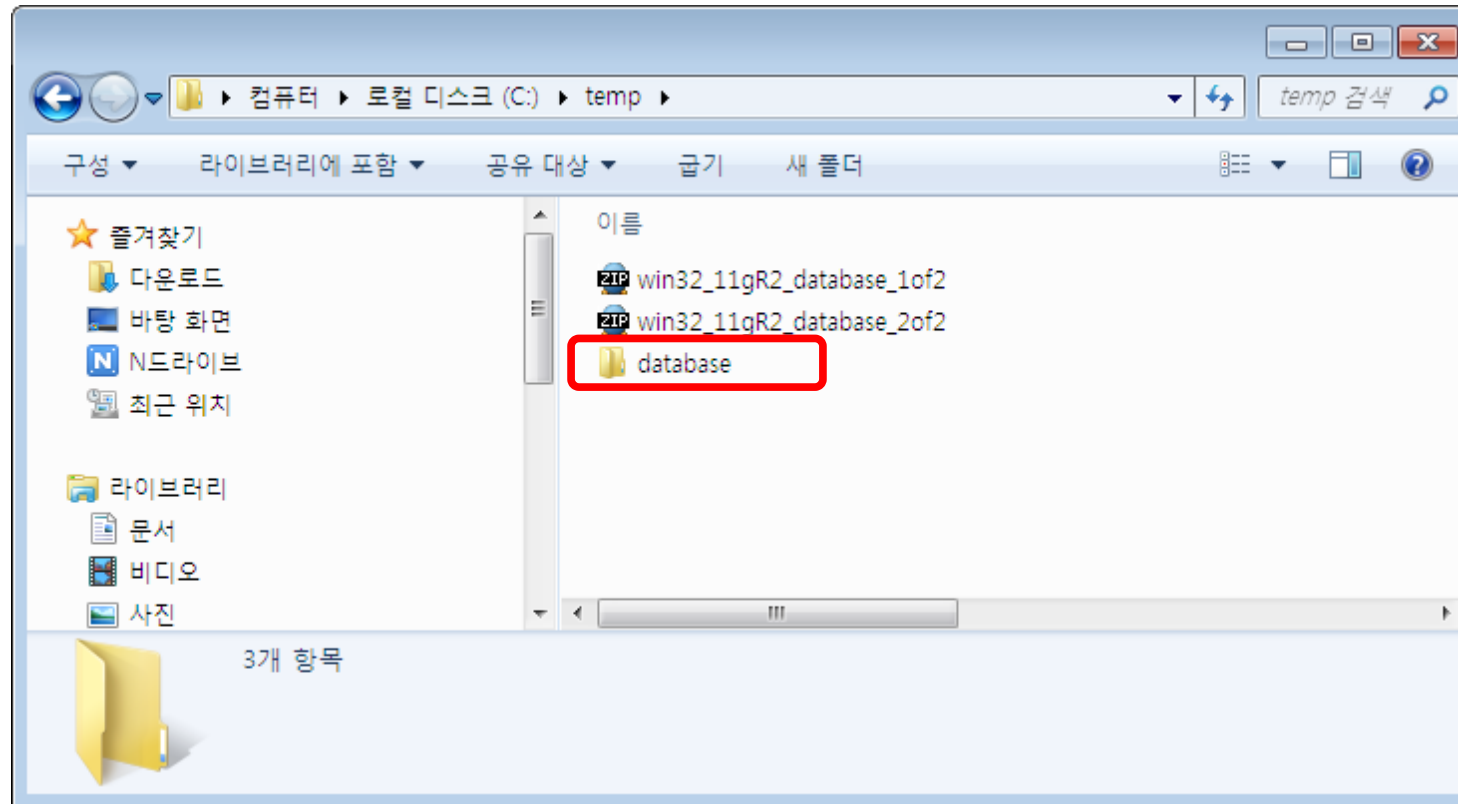 컴퓨터 ▸ 로컬 디스크 (C:) ▸ temp ▸
temp 검색
구성 ▼ 라이브러리에 포함 ▼ 공유 대상 ▼ 굽기 새 폴더
즐겨찾기
다운로드
바탕 화면
N드라이브
최근 위치
라이브러리
문서
비디오
사진
이름
win32_11gR2_database_1of2
win32_11gR2_database_2of2
database
3개 항목